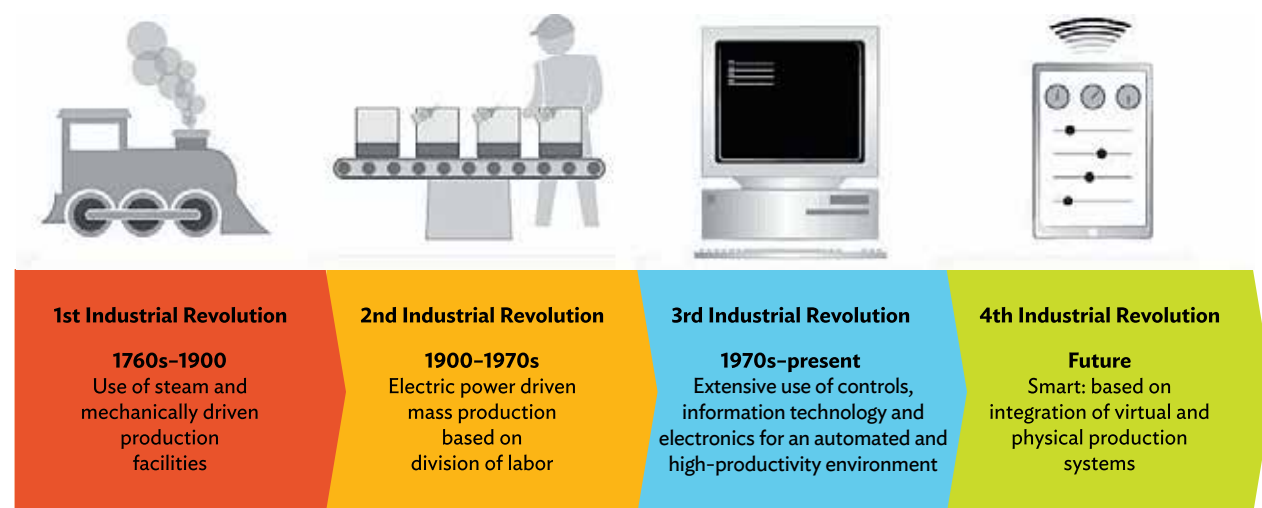 1st Industrial Revolution
1760s–1900
Use of steam and
mechanically driven
production
facilities
2nd Industrial Revolution
1900–1970s
Electric power driven
mass production
based on
division of labor
3rd Industrial Revolution
1970s–present
Extensive use of controls,
information technology and
electronics for an automated and
high-productivity environment
4th Industrial Revolution
Future
Smart: based on
integration of virtual and
physical production
systems